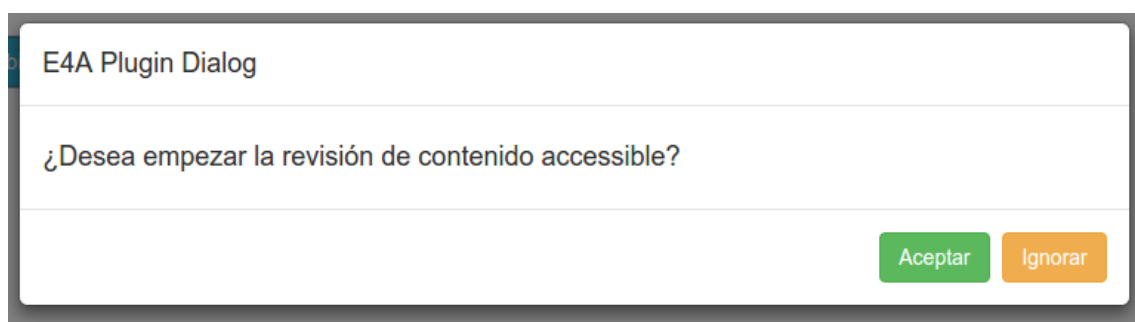 E4A Plugin Dialog
¿Desea empezar la revisión de contenido accessible?
Aceptar
Ignorar